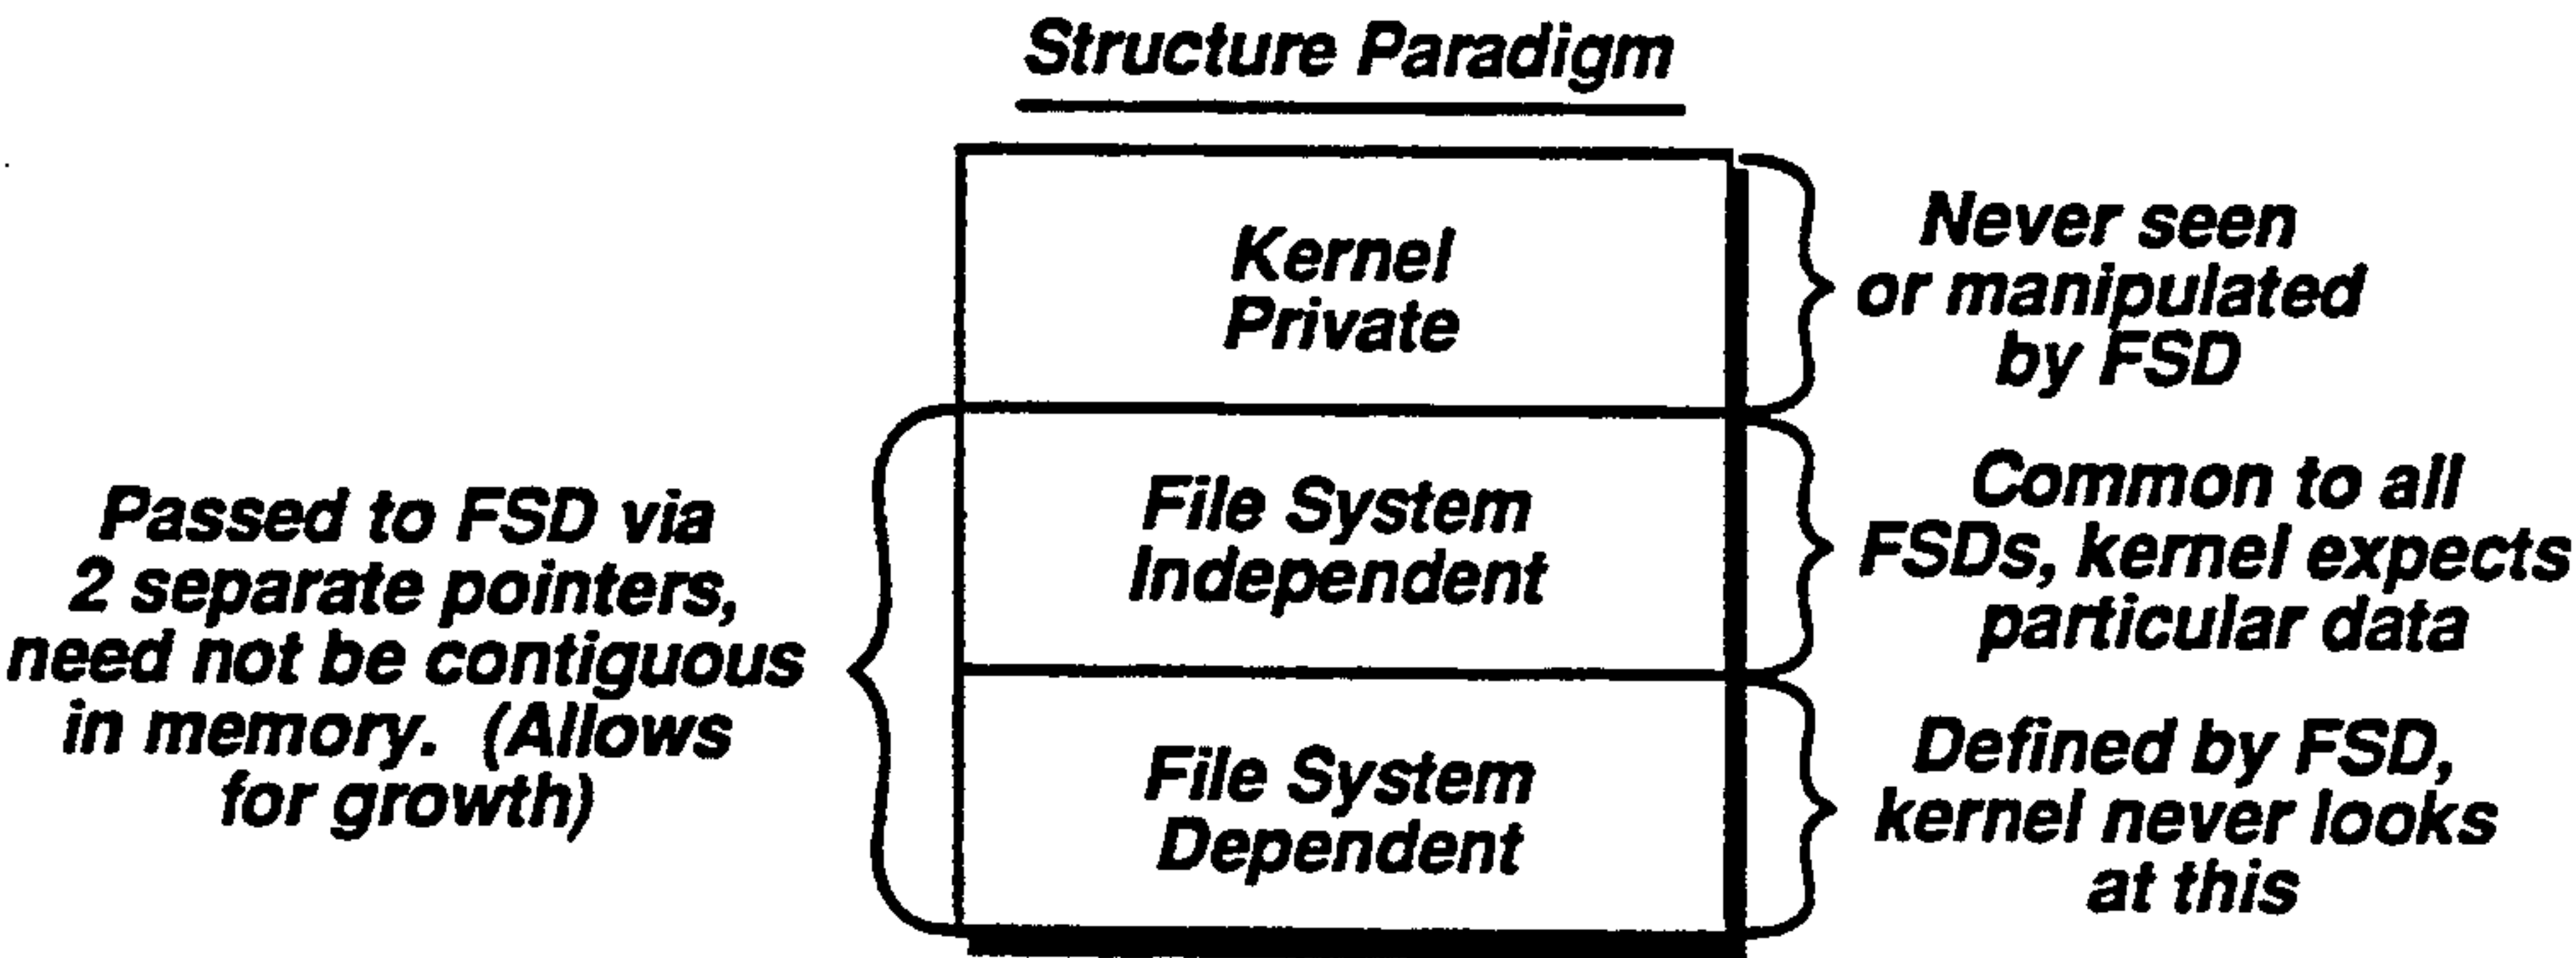 Structure Paradigm
Kernel
Private
Never seen
or manipulated
by FSD
Passed to FSD via
2 separate pointers,
need not be contiguous
in memory. (Allows
for growth)
File System
Independent
Common to all
FSDs, kernel expects
particular data
File System
Dependent
Defined by FSD,
kernel never looks
at this